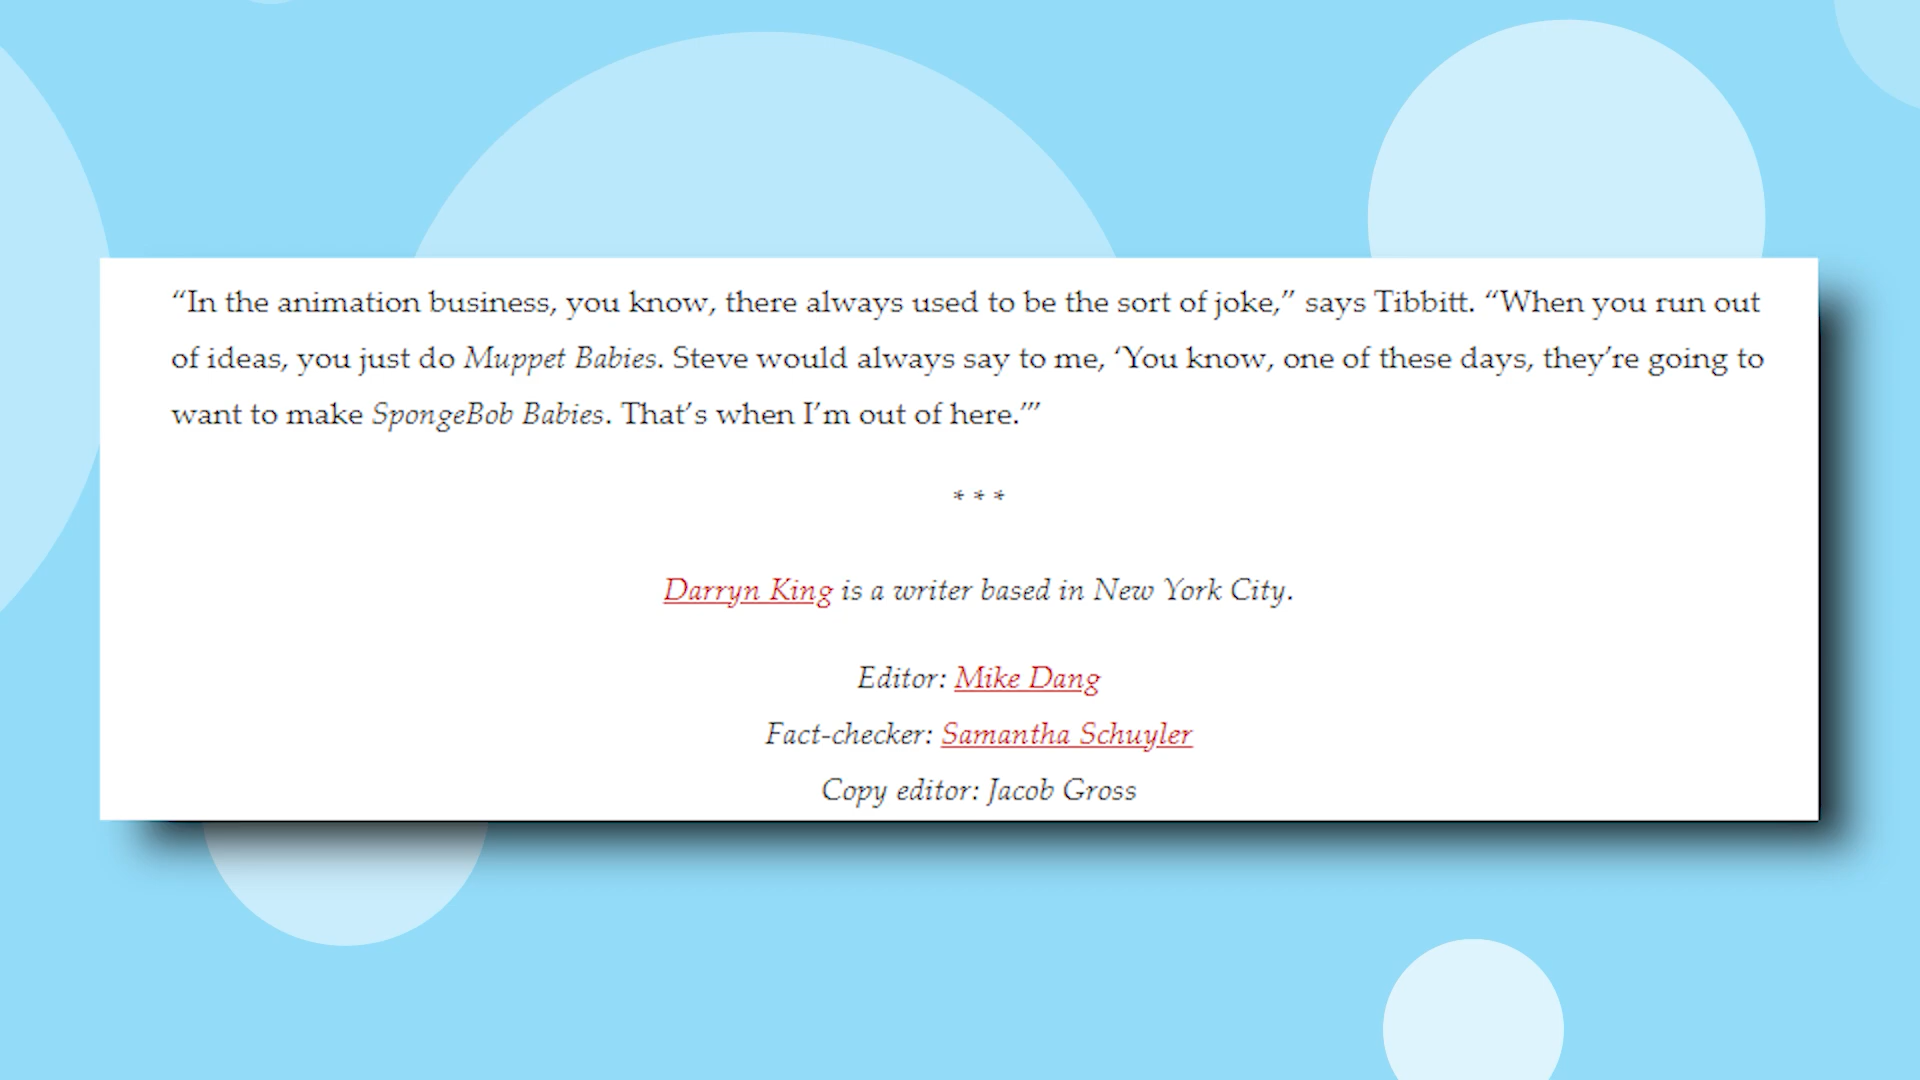 “In the animation business, you know, there always used to be the sort of joke,” says Tibbitt. “When you run out
of ideas, you just do Muppet Babies. Steve would always say to me, ‘You know, one of these days, they’re going to
want to make SpongeBob Babies. That’s when I’m out of here.’”
* * *
Darryn King is a writer based in New York City.
Editor: Mike Dang
Fact-checker: Samantha Schuyler
Copy editor: Jacob Gross